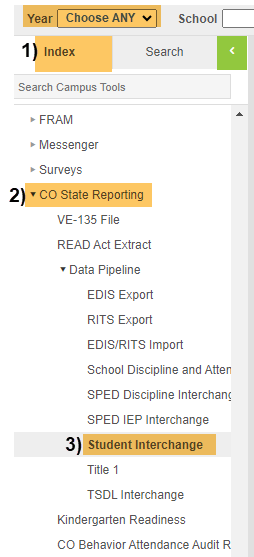 Year Choose ANY School
1) Index Search
Search Campus Tools
FRAM
Messenger
Surveys
2) CO State Reporting
VE-135 File
READ Act Extract
Data Pipeline
EDIS Export
RITS Export
EDIS/RITS Import
School Discipline and Atten
SPED Discipline Interchang
SPED IEP Interchange
3) Student Interchange
Title 1
TSDL Interchange
Kindergarten Readiness
CO Behavior Attendance Audit R